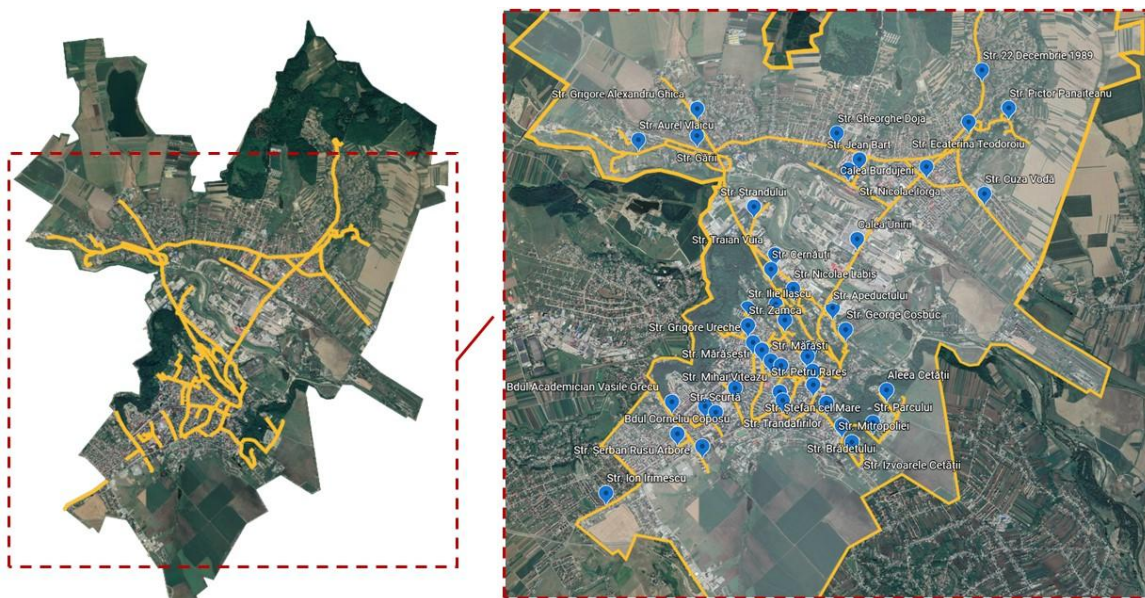 Str. 22 Decembrie 1989
Str. Grigore Alexandru Ghica
Str. Pictor Panaiteanu
Str. Gheorghe Doja
Str. Aurel Vlaicu
Str. Jean Bart
Str. Ecaterina Teodoroiu
Str. Gării
Calea Burdujeni
Str. Nicolae Iorga
Str. Cuza Vodă
Str. Ștrandului
Calea Unirii
Str. Traian Vuia
Str. Cernăuți
Str. Nicolae Labiș
Str. Ilie Ilașcu
Str. Apeductului
Str. Zamca
Str. George Coșbuc
Str. Grigore Ureche
Str. Mărăști
Str. Mărășești
Str. Petru Rareș
Str. Mihai Viteazu
Aleea Cetății
Bdul Academician Vasile Grecu
Str. Scurtă
Str. Ștefan cel Mare
Str. Parcului
Bdul Corneliu Coposu
Str. Trandafirilor
Str. Mitropoliei
Str. Șerban Rusu Arbore
Str. Brădețului
Str. Izvoarele Cetății
Str. Ion Irimescu